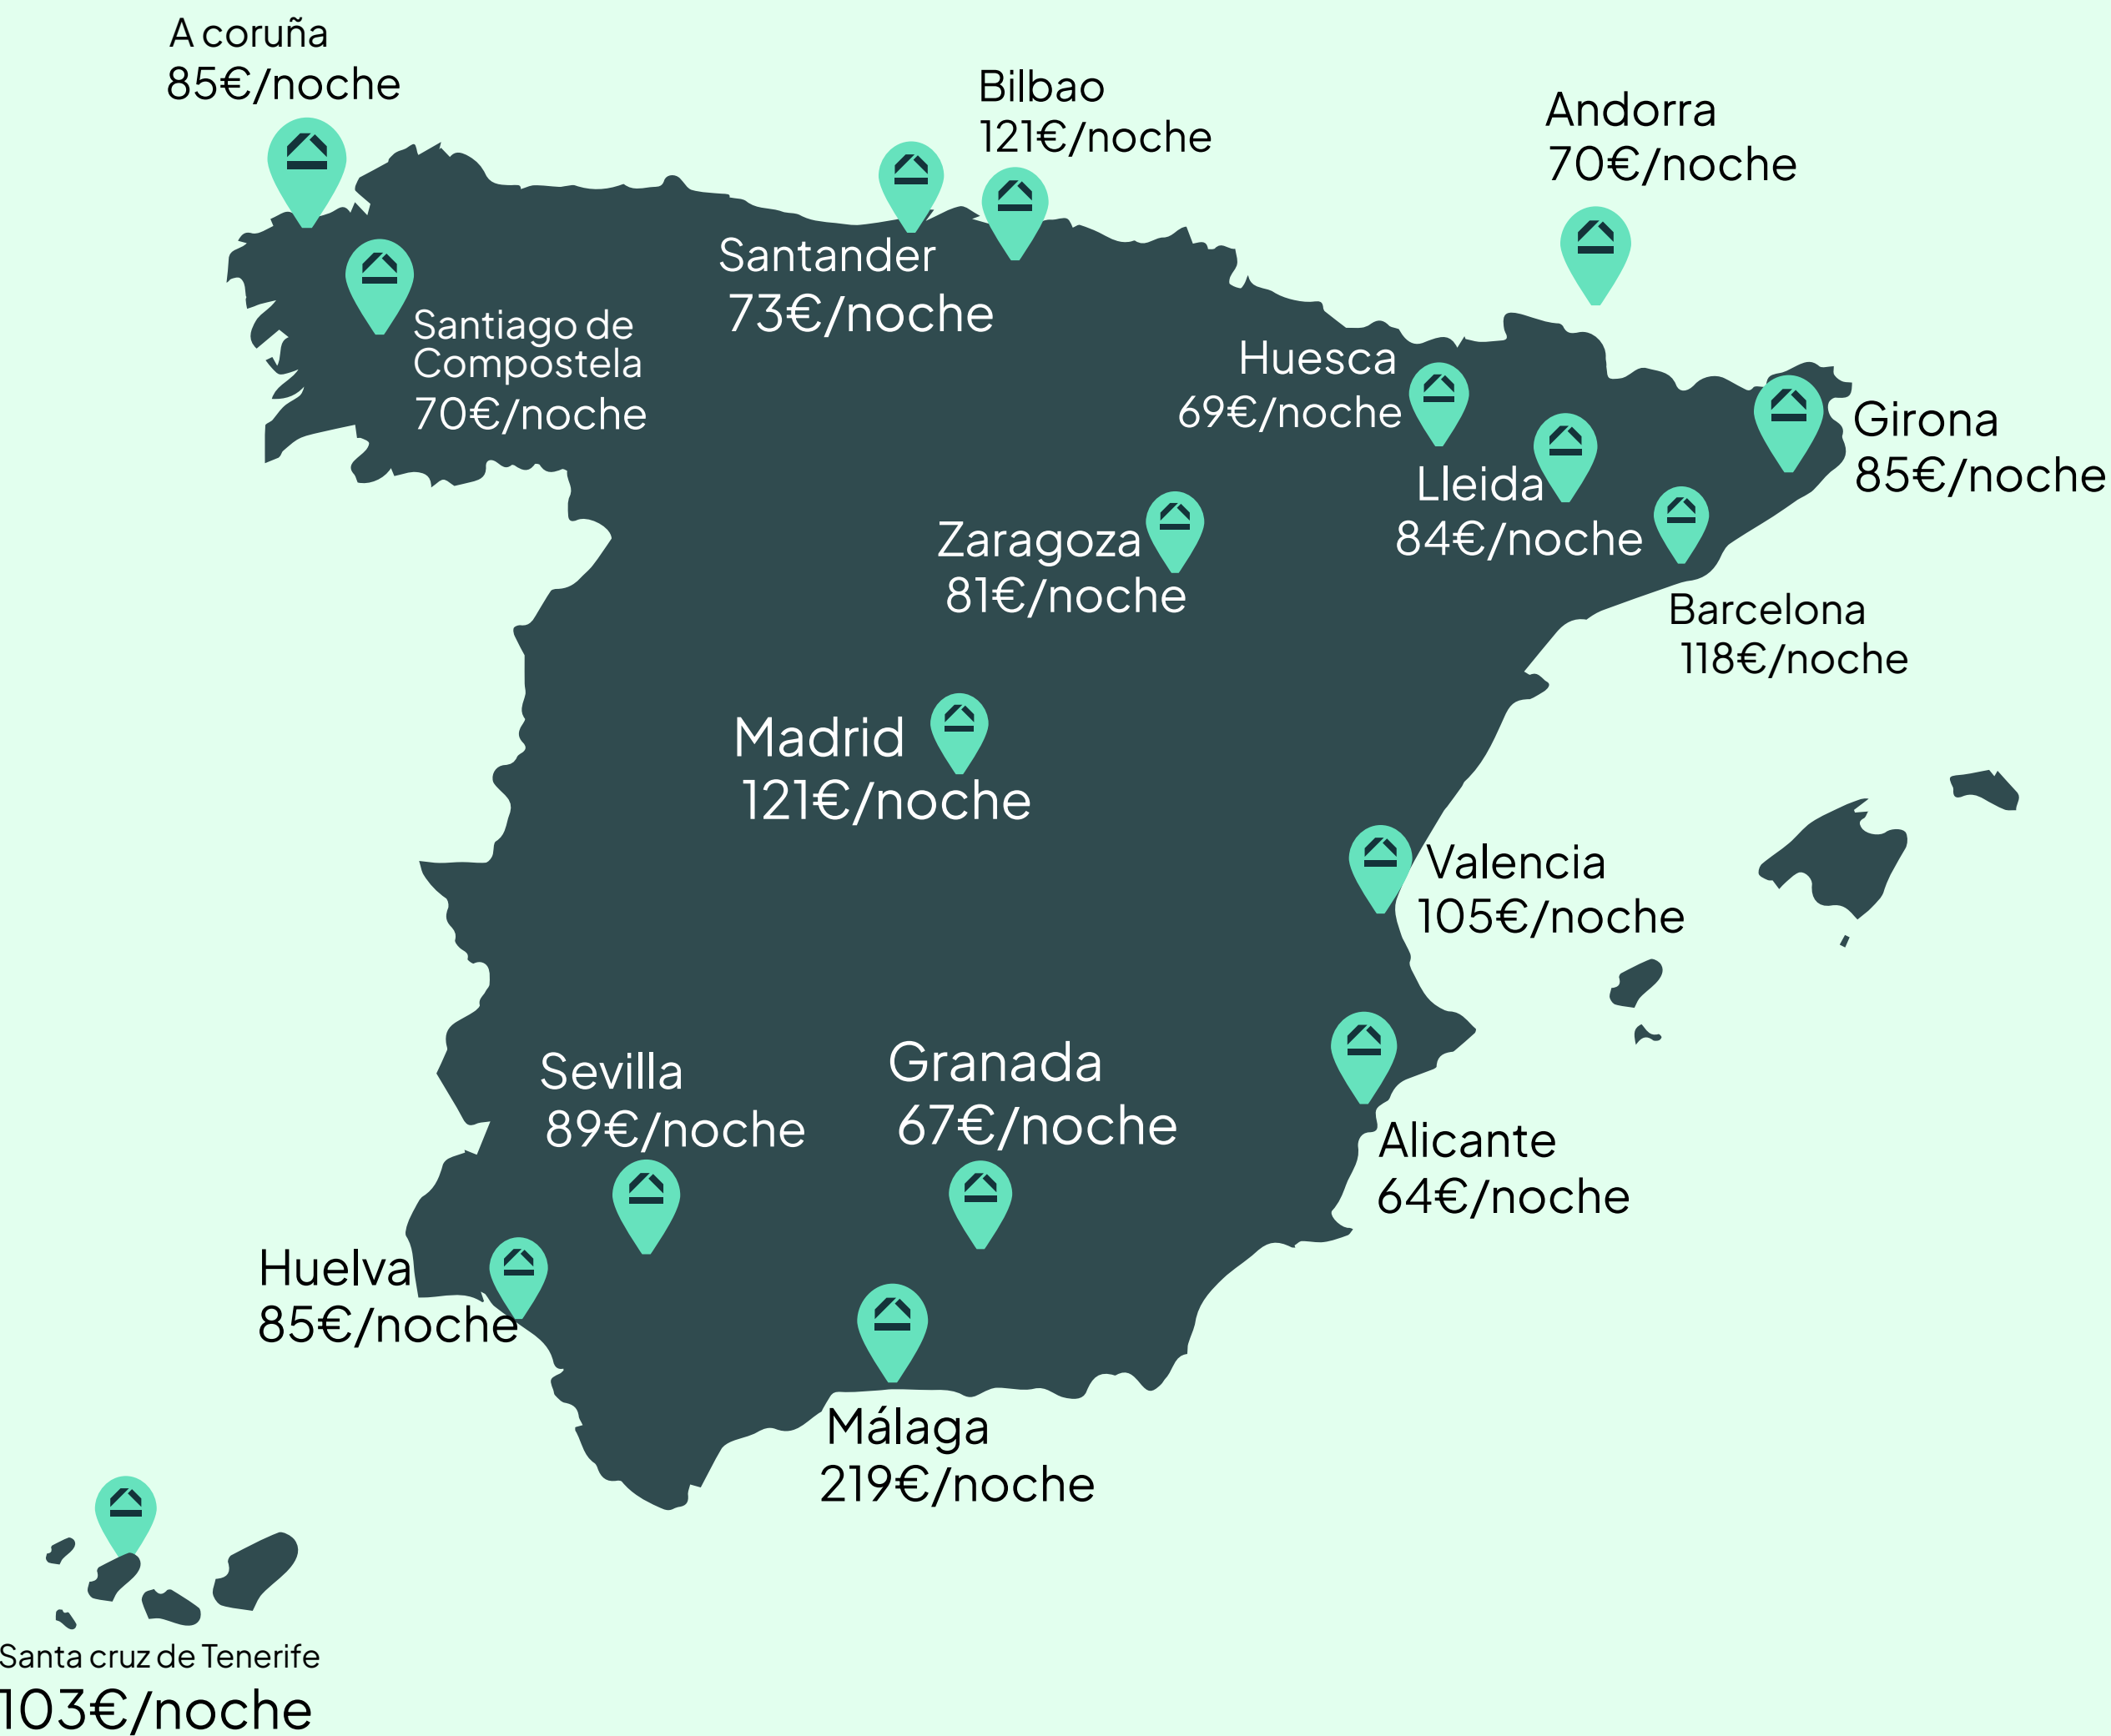 A coruña
85€/noche
Bilbao
121€/noche
Andorra
70€/noche
Santander
73€/noche
Santiago de
Compostela
70€/noche
Huesca
69€/noche
Girona
85€/noche
Lleida
84€/noche
Zaragoza
81€/noche
Barcelona
118€/noche
Madrid
121€/noche
Valencia
105€/noche
Sevilla
89€/noche
Granada
67€/noche
Alicante
64€/noche
Huelva
85€/noche
Málaga
219€/noche
Santa cruz de Tenerife
103€/noche